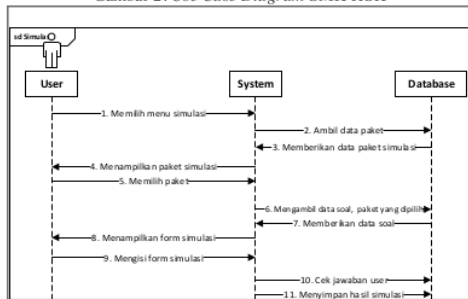 sd Simulasi
User
System
Database
1. Memilih menu simulasi
2. Ambil data paket
3. Memberikan data paket simulasi
4. Menampilkan paket simulasi
5. Memilih paket
6. Mengambil data soal, paket yang dipilih
7. Memberikan data soal
8. Menampilkan form simulasi
9. Mengisi form simulasi
10. Cek jawaban user
11. Menyimpan hasil simulasi